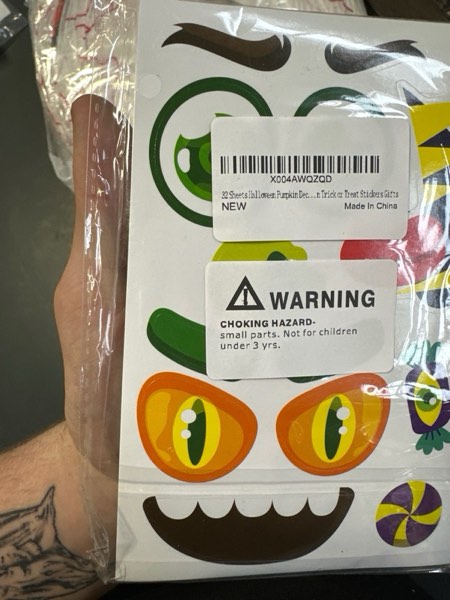 X004AWQZQD
32 Sheets Halloween Pumpkin Dec...n Trick or Treat Stickers Gifts
NEW Made In China
WARNING
CHOKING HAZARD-
small parts. Not for children
under 3 yrs.